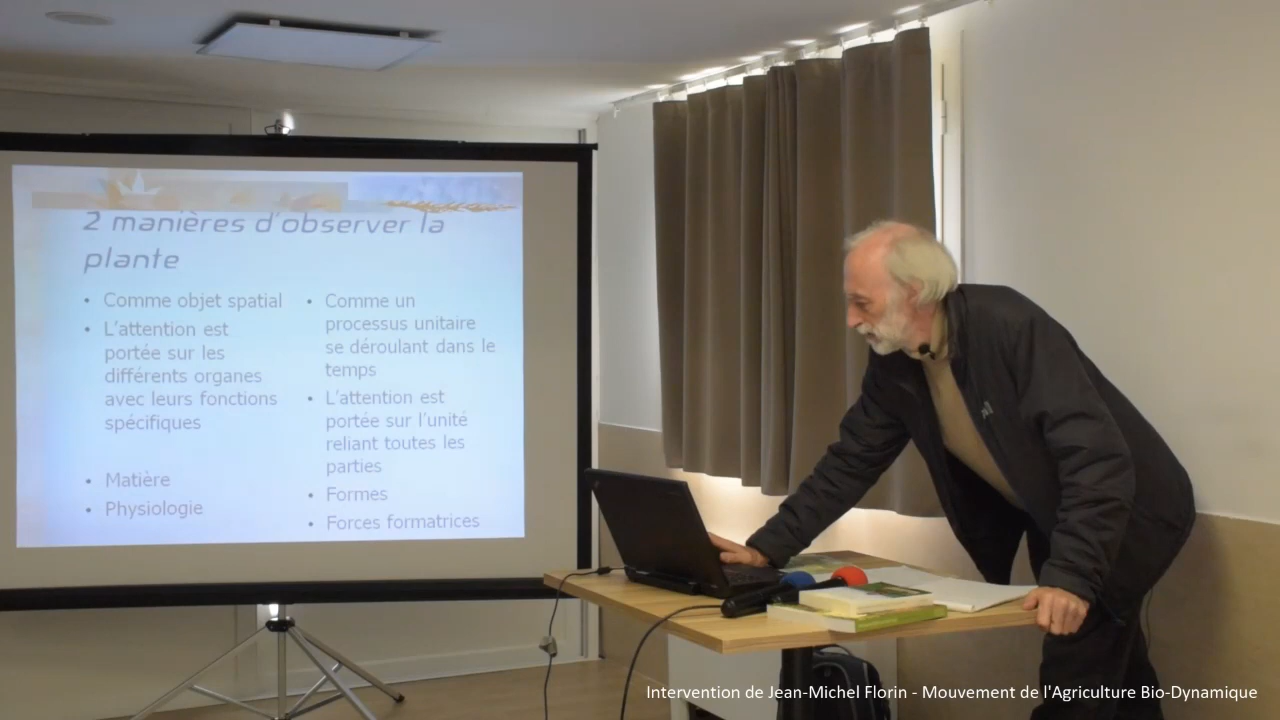 2 manières d'observer la
plante
• Comme objet spatial
• L'attention est
portée sur les
différents organes
avec leurs fonctions
spécifiques
• Matière
• Physiologie
• Comme un
processus unitaire
se déroulant dans le
temps
• L'attention est
portée sur l'unité
reliant toutes les
parties
• Formes
• Forces formatrices
Intervention de Jean-Michel Florin - Mouvement de l'Agriculture Bio-Dynamique